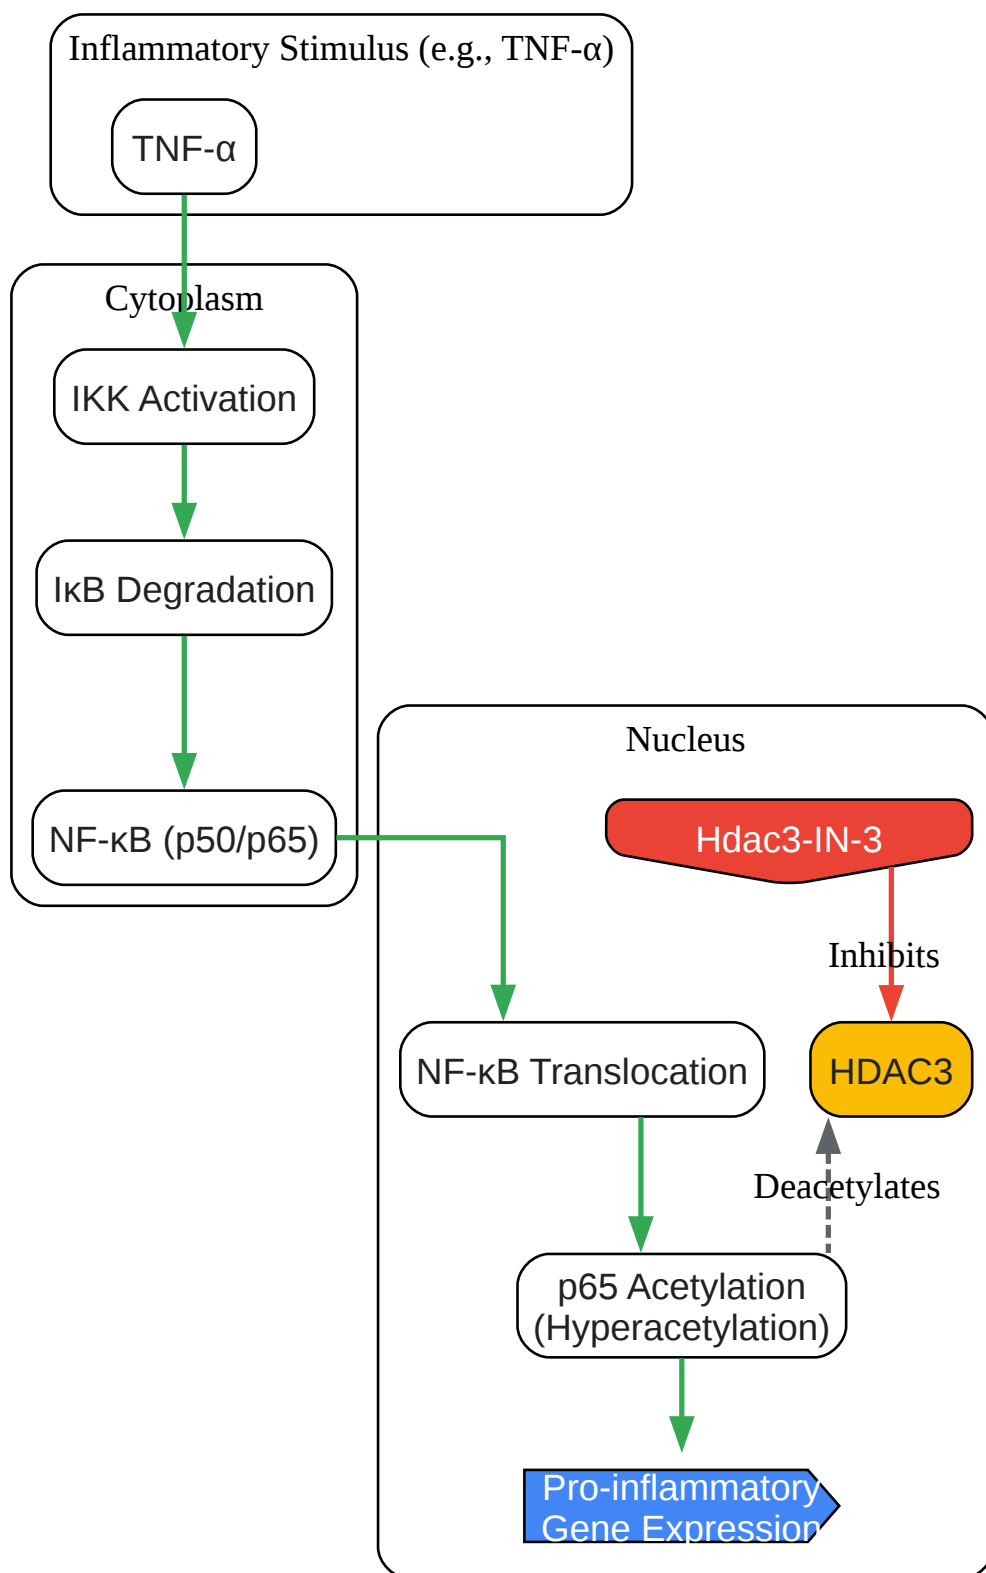 Inflammatory Stimulus (e.g., TNF-α)
TNF-α
Cytoplasm
IKK Activation
IκB Degradation
NF-κB (p50/p65)
Nucleus
Hdac3-IN-3
Inhibits
NF-κB Translocation
HDAC3
Deacetylates
p65 Acetylation
(Hyperacetylation)
Pro-inflammatory
Gene Expression